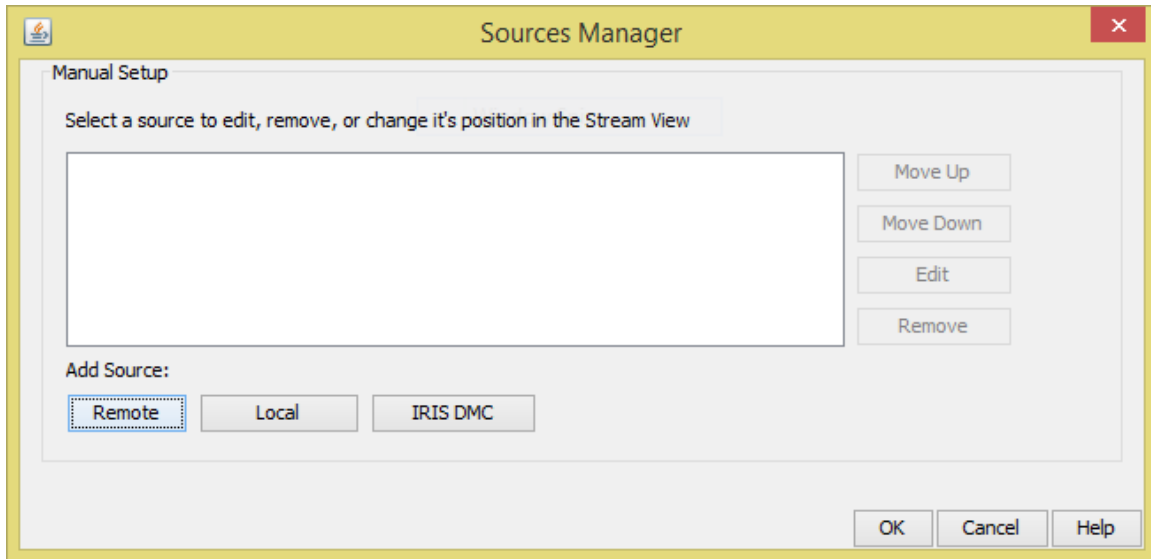 Sources Manager
Manual Setup
Select a source to edit, remove, or change it's position in the Stream View
Move Up
Move Down
Edit
Remove
Add Source:
Remote Local IRIS DMC
OK Cancel Help